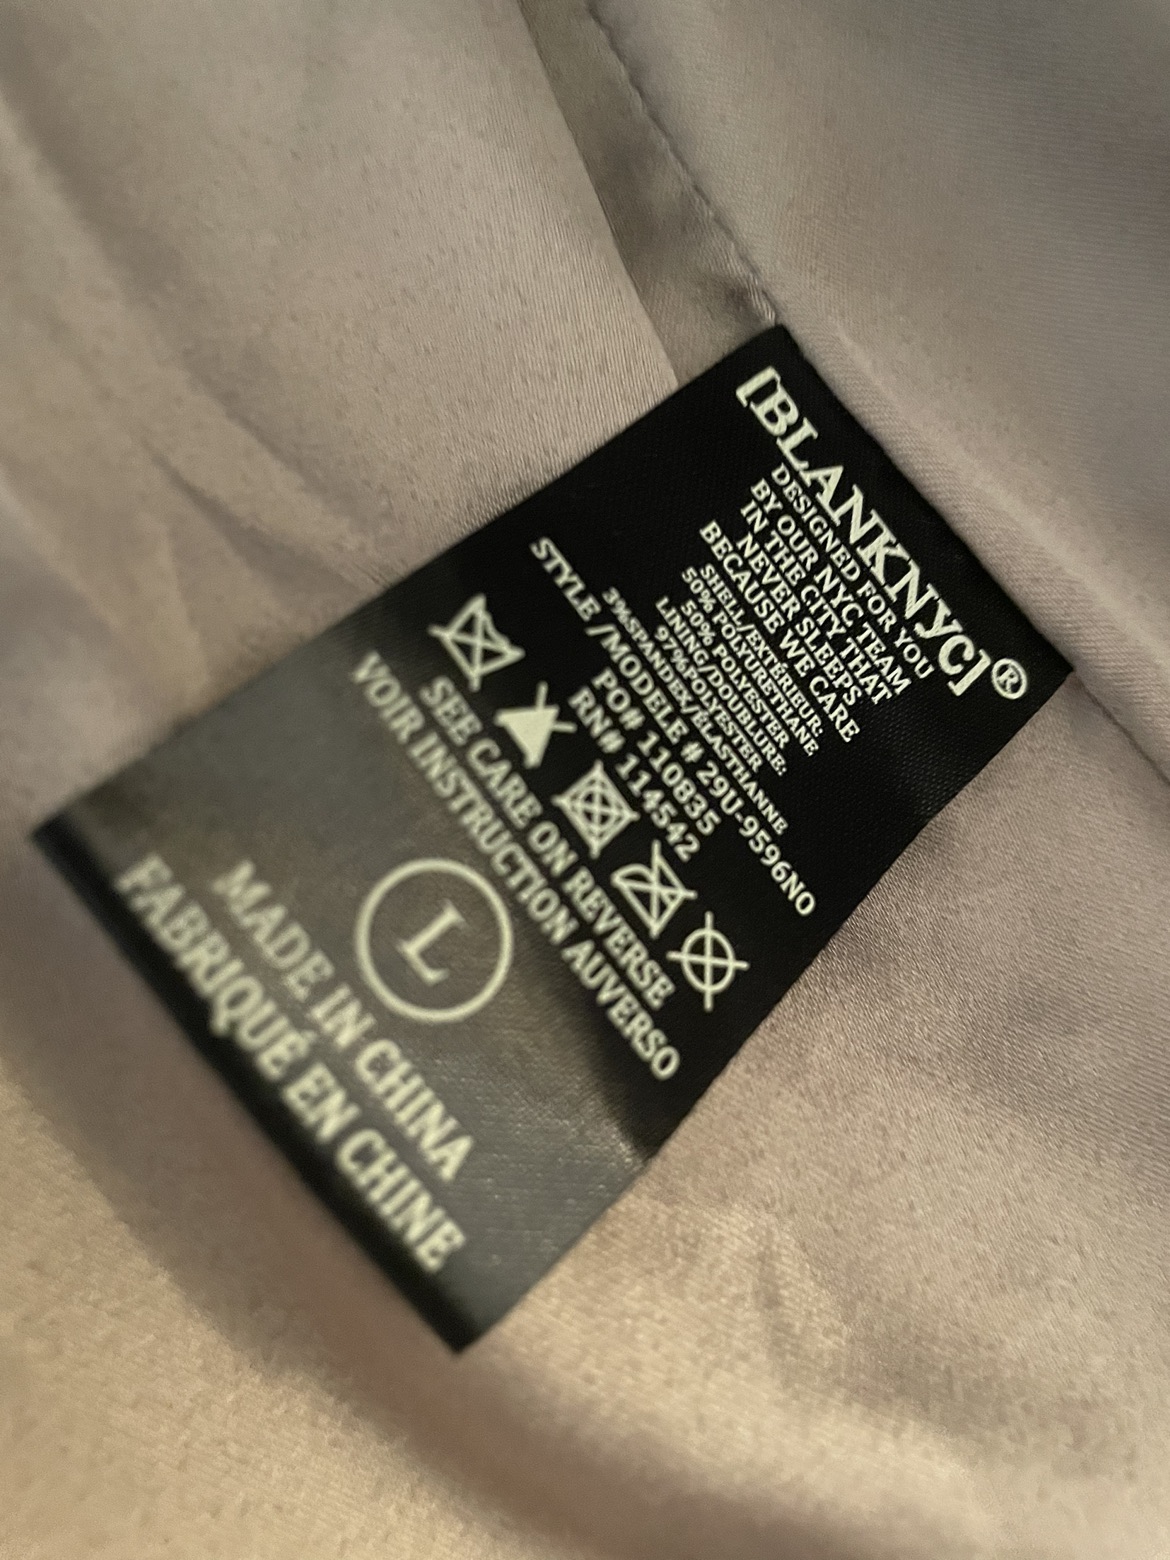 [BLANKNYC]®
DESIGNED FOR YOU
BY OUR NYC TEAM
IN THE CITY THAT
NEVER SLEEPS
BECAUSE WE CARE
SHELL/EXTÉRIEUR:
50% POLYURETHANE
50% POLYESTER
LINING/DOUBLURE:
97%POLYESTER
3%SPANDEX/ÉLASTHANNE
STYLE /MODELE # 29U-9596NO
PO# 110835
RN# 114542
SEE CARE ON REVERSE
VOIR INSTRUCTION AUVERSO
L
MADE IN CHINA
FABRIQUÉ EN CHINE